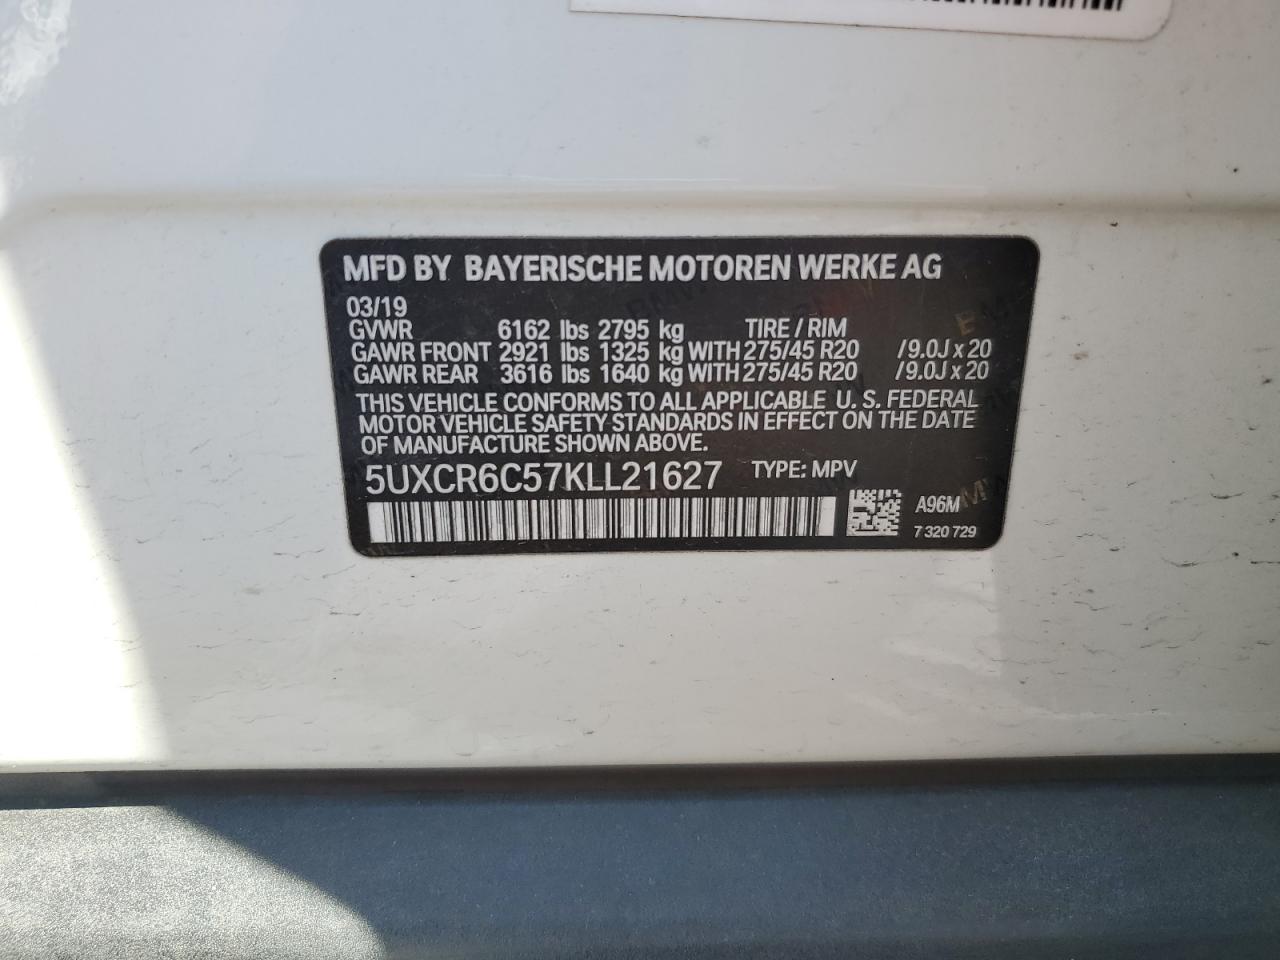 MFD BY BAYERISCHE MOTOREN WERKE AG
03/19
GVWR 6162 lbs 2795 kg TIRE / RIM
GAWR FRONT 2921 lbs 1325 kg WITH 275/45 R20 / 9.0J x 20
GAWR REAR 3616 lbs 1640 kg WITH 275/45 R20 / 9.0J x 20
THIS VEHICLE CONFORMS TO ALL APPLICABLE U. S. FEDERAL
MOTOR VEHICLE SAFETY STANDARDS IN EFFECT ON THE DATE
OF MANUFACTURE SHOWN ABOVE.
5UXCR6C57KLL21627 TYPE: MPV
A96M
7 320 729